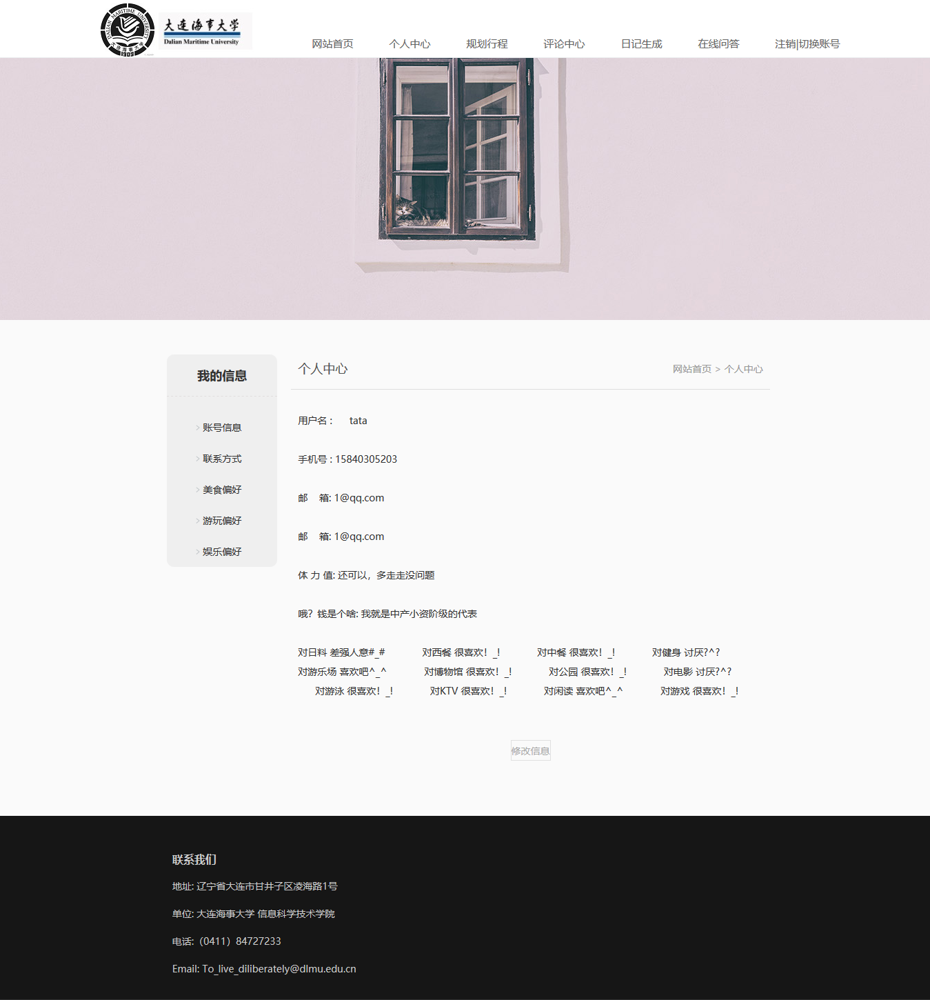 DALIAN MARITIME UNIVERSITY
大连海事大学
1909
大连海事大学
Dalian Maritime University
网站首页 个人中心 规划行程 评论中心 日记生成 在线问答 注销|切换账号
我的信息
> 账号信息
> 联系方式
> 美食偏好
> 游玩偏好
> 娱乐偏好
个人中心
网站首页 > 个人中心
用户名： tata
手机号 : 15840305203
邮 箱: 1@qq.com
邮 箱: 1@qq.com
体 力 值: 还可以，多走走没问题
哦？钱是个啥: 我就是中产小资阶级的代表
对日料 差强人意#_# 对西餐 很喜欢！_! 对中餐 很喜欢！_! 对健身 讨厌?^?
对游乐场 喜欢吧^_^ 对博物馆 很喜欢！_! 对公园 很喜欢！_! 对电影 讨厌?^?
对游泳 很喜欢！_! 对KTV 很喜欢！_! 对闲读 喜欢吧^_^ 对游戏 很喜欢！_!
修改信息
联系我们
地址: 辽宁省大连市甘井子区凌海路1号
单位: 大连海事大学 信息科学技术学院
电话:（0411）84727233
Email: To_live_diliberately@dlmu.edu.cn